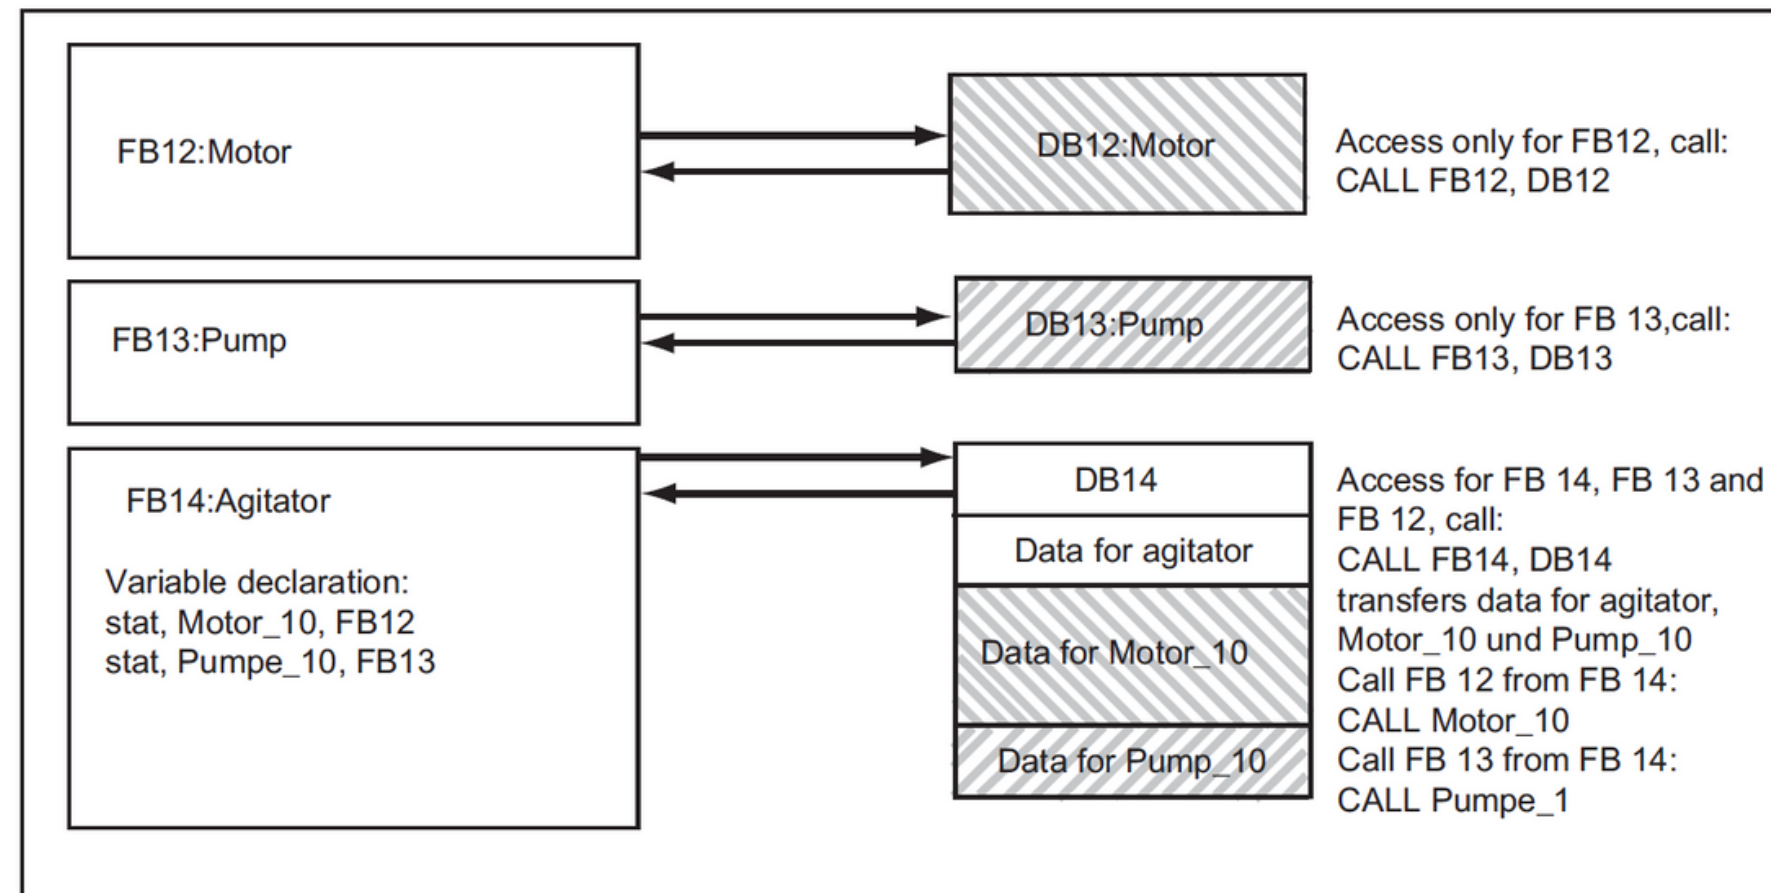 FB12:Motor
DB12:Motor
Access only for FB12, call:
CALL FB12, DB12
FB13:Pump
DB13:Pump
Access only for FB 13,call:
CALL FB13, DB13
FB14:Agitator
Variable declaration:
stat, Motor_10, FB12
stat, Pumpe_10, FB13
DB14
Data for agitator
Data for Motor_10
Data for Pump_10
Access for FB 14, FB 13 and
FB 12, call:
CALL FB14, DB14
transfers data for agitator,
Motor_10 und Pump_10
Call FB 12 from FB 14:
CALL Motor_10
Call FB 13 from FB 14:
CALL Pumpe_1